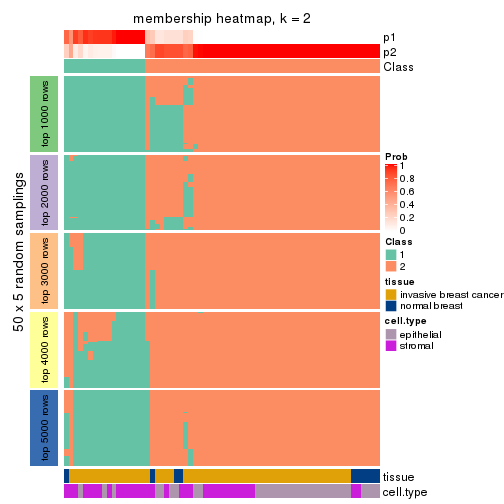 membership heatmap, k = 2
p1
p2
Class
50 x 5 random samplings
top 1000 rows
top 2000 rows
top 3000 rows
top 4000 rows
top 5000 rows
Prob
1
0.8
0.6
0.4
0.2
0
Class
1
2
tissue
invasive breast cancer
normal breast
cell.type
epithelial
stromal
tissue
cell.type